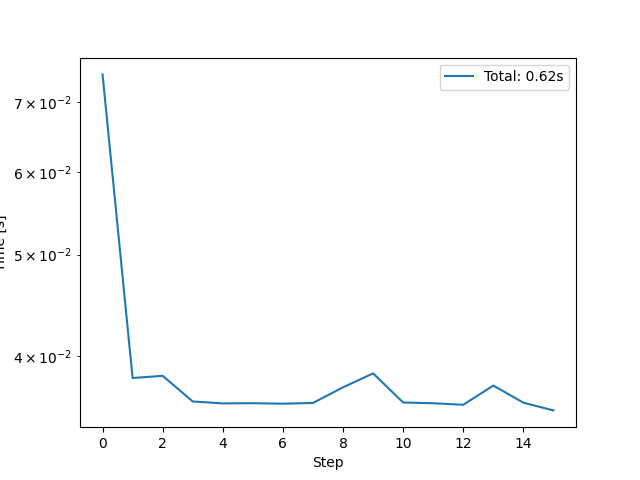 Total: 0.62s
7 × 10⁻²
6 × 10⁻²
5 × 10⁻²
4 × 10⁻²
[s]
0 2 4 6 8 10 12 14
Step